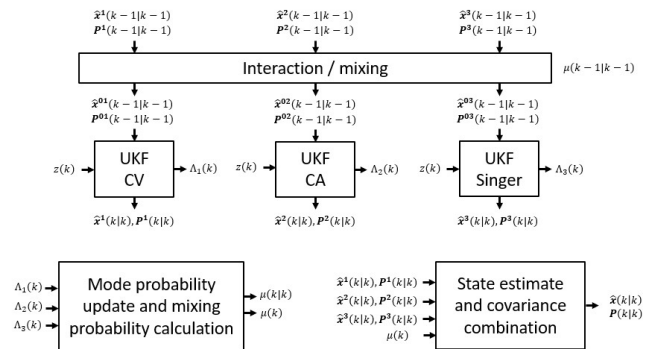 x̂¹(k−1|k−1) x̂²(k−1|k−1) x̂³(k−1|k−1)
P¹(k−1|k−1) P²(k−1|k−1) P³(k−1|k−1)
Interaction / mixing μ(k−1|k−1)
x̂⁰¹(k−1|k−1) x̂⁰²(k−1|k−1) x̂⁰³(k−1|k−1)
P⁰¹(k−1|k−1) P⁰²(k−1|k−1) P⁰³(k−1|k−1)
z(k) UKF CV Λ₁(k)
z(k) UKF CA Λ₂(k)
z(k) UKF Singer Λ₃(k)
x̂¹(k|k), P¹(k|k) x̂²(k|k), P²(k|k) x̂³(k|k), P³(k|k)
Λ₁(k)
Λ₂(k)
Λ₃(k)
Mode probability
update and mixing
probability calculation
μ(k|k)
μ(k)
x̂¹(k|k), P¹(k|k)
x̂²(k|k), P²(k|k)
x̂³(k|k), P³(k|k)
μ(k)
State estimate
and covariance
combination
x̂(k|k)
P(k|k)